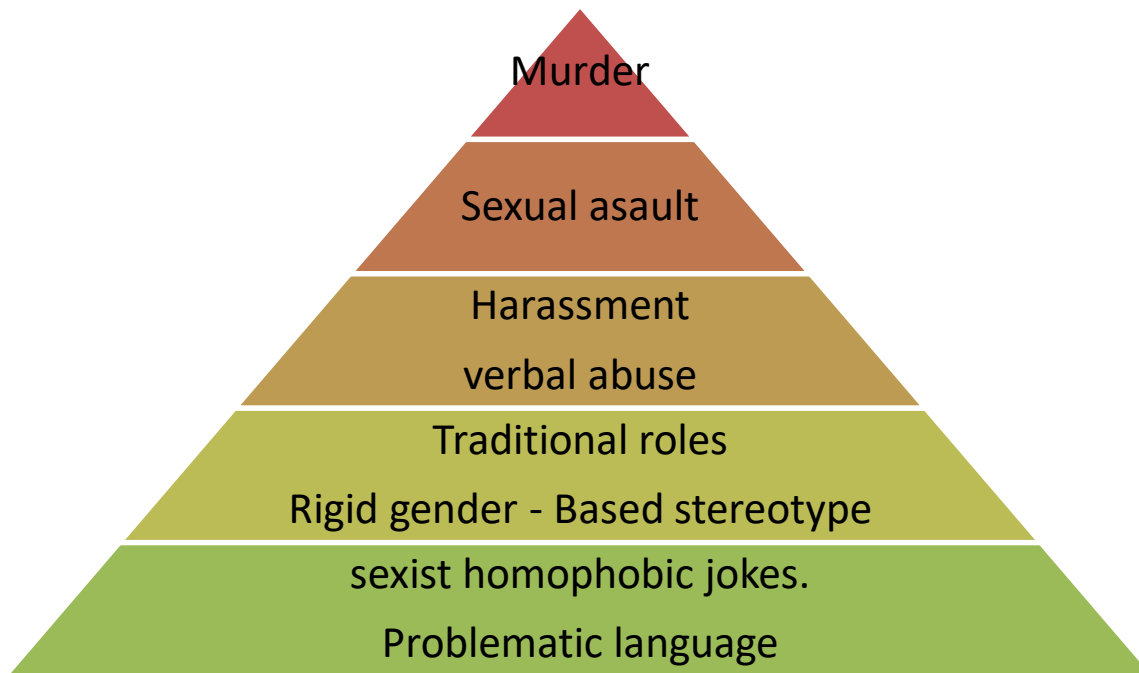 Murder
Sexual asault
Harassment
verbal abuse
Traditional roles
Rigid gender - Based stereotype
sexist homophobic jokes.
Problematic language